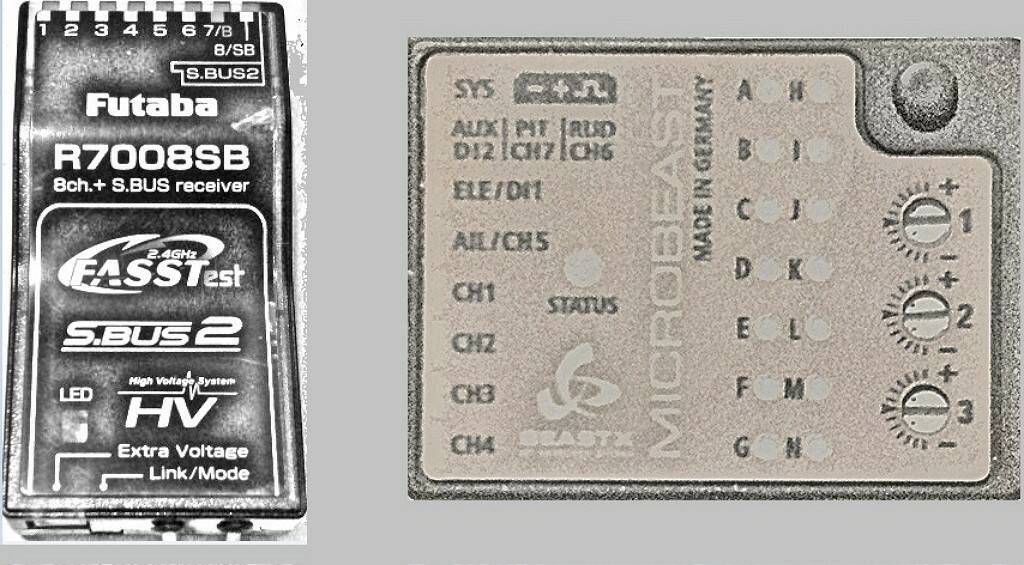 1 2 3 4 5 6 7/B
8/SB
S.BUS2
Futaba
R7008SB
8ch.+ S.BUS receiver
2.4GHz
FASSTest
S.BUS2
High Voltage System
HV
LED
Extra Voltage
Link/Mode
SYS
AUX | PIT | RUD
DI2 | CH7 | CH6
ELE/DI1
AIL/CH5
CH1
CH2
CH3
CH4
STATUS
BEASTX
MICROBEAST
MADE IN GERMANY
A H
B I
C J
D K
E L
F M
G N
+ 1 -
+ 2 -
+ 3 -